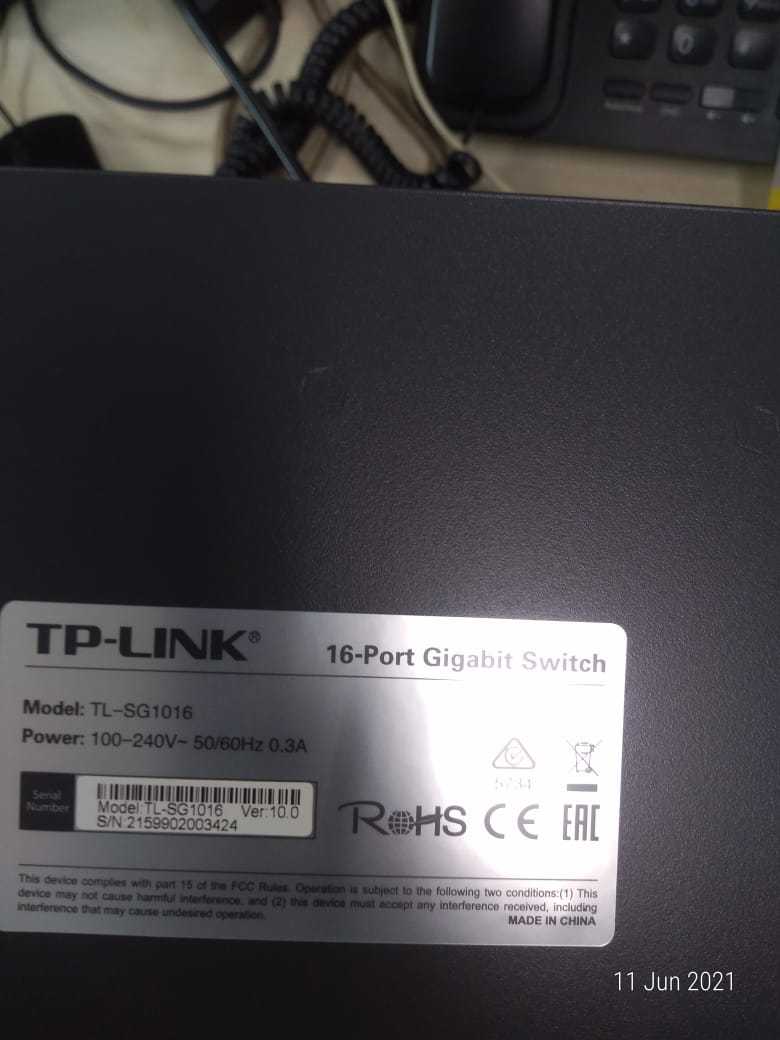 0
TP-LINK®
16-Port Gigabit Switch
Model: TL-SG1016
Power: 100-240V~ 50/60Hz 0.3A
Serial
Number
Model:TL-SG1016 Ver:10.0
S/N:2159902003424
5734
RoHS CE EAC
This device complies with part 15 of the FCC Rules. Operation is subject to the following two conditions:(1) This
device may not cause harmful interference, and (2) this device must accept any interference received, including
interference that may cause undesired operation.
MADE IN CHINA
11 Jun 2021